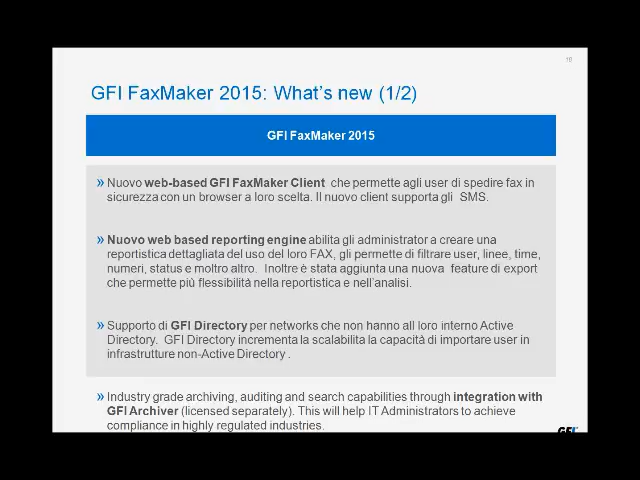 16
GFI FaxMaker 2015: What's new (1/2)
GFI FaxMaker 2015
» Nuovo web-based GFI FaxMaker Client che permette agli user di spedire fax in
sicurezza con un browser a loro scelta. Il nuovo client supporta gli SMS.
» Nuovo web based reporting engine abilita gli administrator a creare una
reportistica dettagliata del uso del loro FAX, gli permette di filtrare user, linee, time,
numeri, status e moltro altro. Inoltre è stata aggiunta una nuova feature di export
che permette più flessibilità nella reportistica e nell'analisi.
» Supporto di GFI Directory per networks che non hanno all loro interno Active
Directory. GFI Directory incrementa la scalabilita la capacità di importare user in
infrastrutture non-Active Directory .
» Industry grade archiving, auditing and search capabilities through integration with
GFI Archiver (licensed separately). This will help IT Administrators to achieve
compliance in highly regulated industries.
GFI